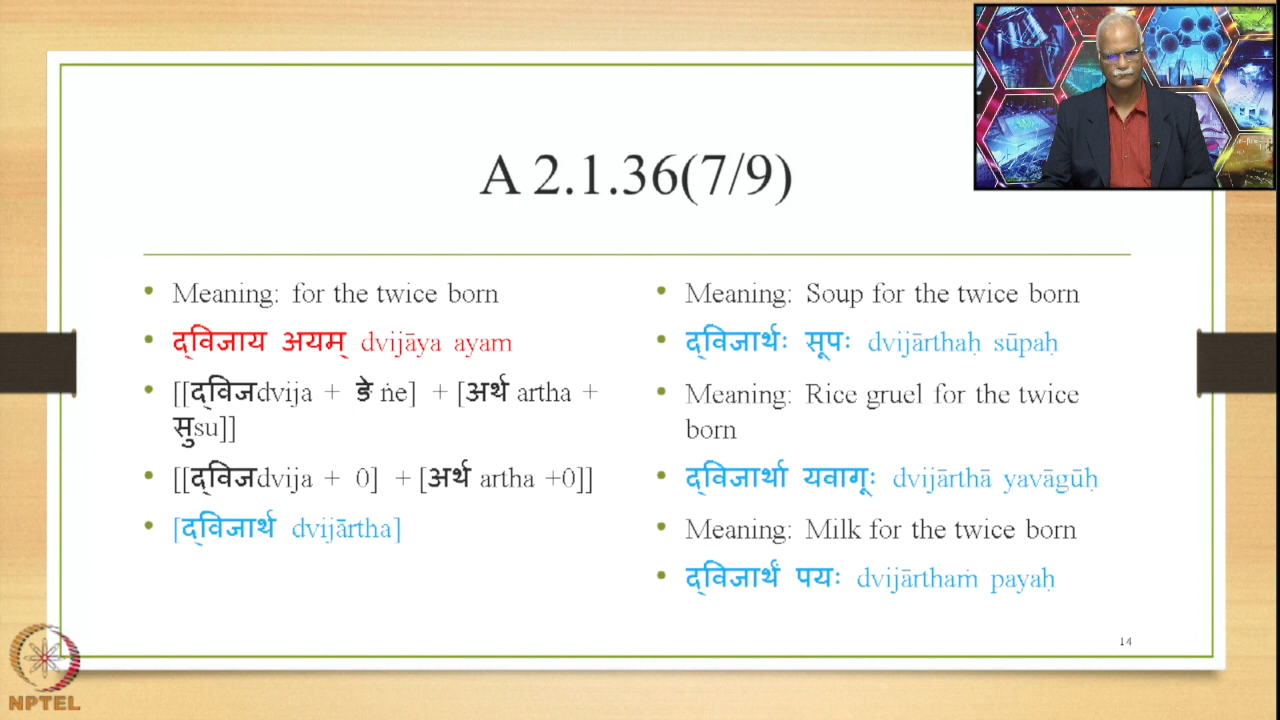 A 2.1.36(7/9)
• Meaning: for the twice born
• द्विजाय अयम् dvijāya ayam
• [[द्विजdvija + ङे ṅe] + [अर्थ artha +
सुsu]]
• [[द्विजdvija + 0] + [अर्थ artha +0]]
• [द्विजार्थ dvijārtha]
• Meaning: Soup for the twice born
• द्विजार्थः सूपः dvijārthaḥ sūpaḥ
• Meaning: Rice gruel for the twice
born
• द्विजार्था यवागूः dvijārthā yavāgūḥ
• Meaning: Milk for the twice born
• द्विजार्थं पयः dvijārthaṁ payaḥ
14
NPTEL